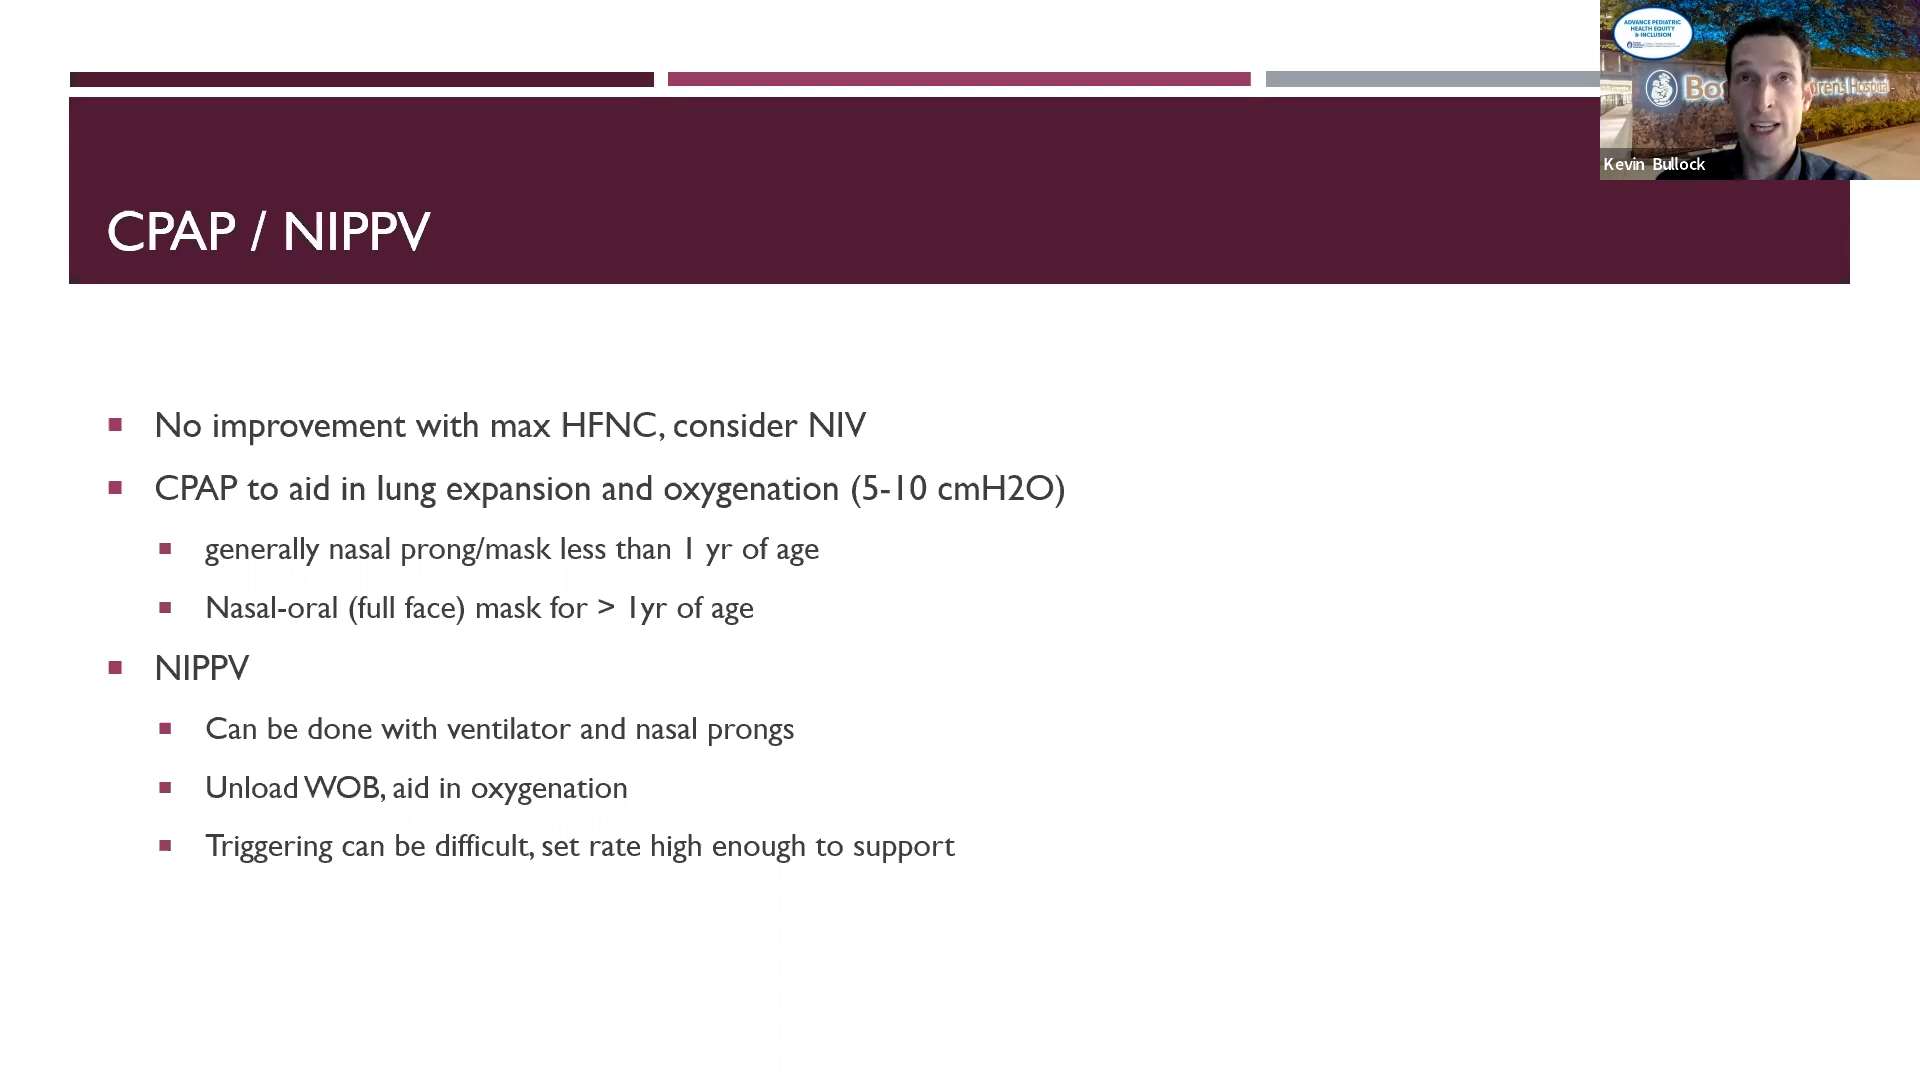 ADVANCE PEDIATRIC
HEALTH EQUITY
& INCLUSION
Kevin Bullock
CPAP / NIPPV
No improvement with max HFNC, consider NIV
CPAP to aid in lung expansion and oxygenation (5-10 cmH2O)
generally nasal prong/mask less than 1 yr of age
Nasal-oral (full face) mask for > 1yr of age
NIPPV
Can be done with ventilator and nasal prongs
Unload WOB, aid in oxygenation
Triggering can be difficult, set rate high enough to support